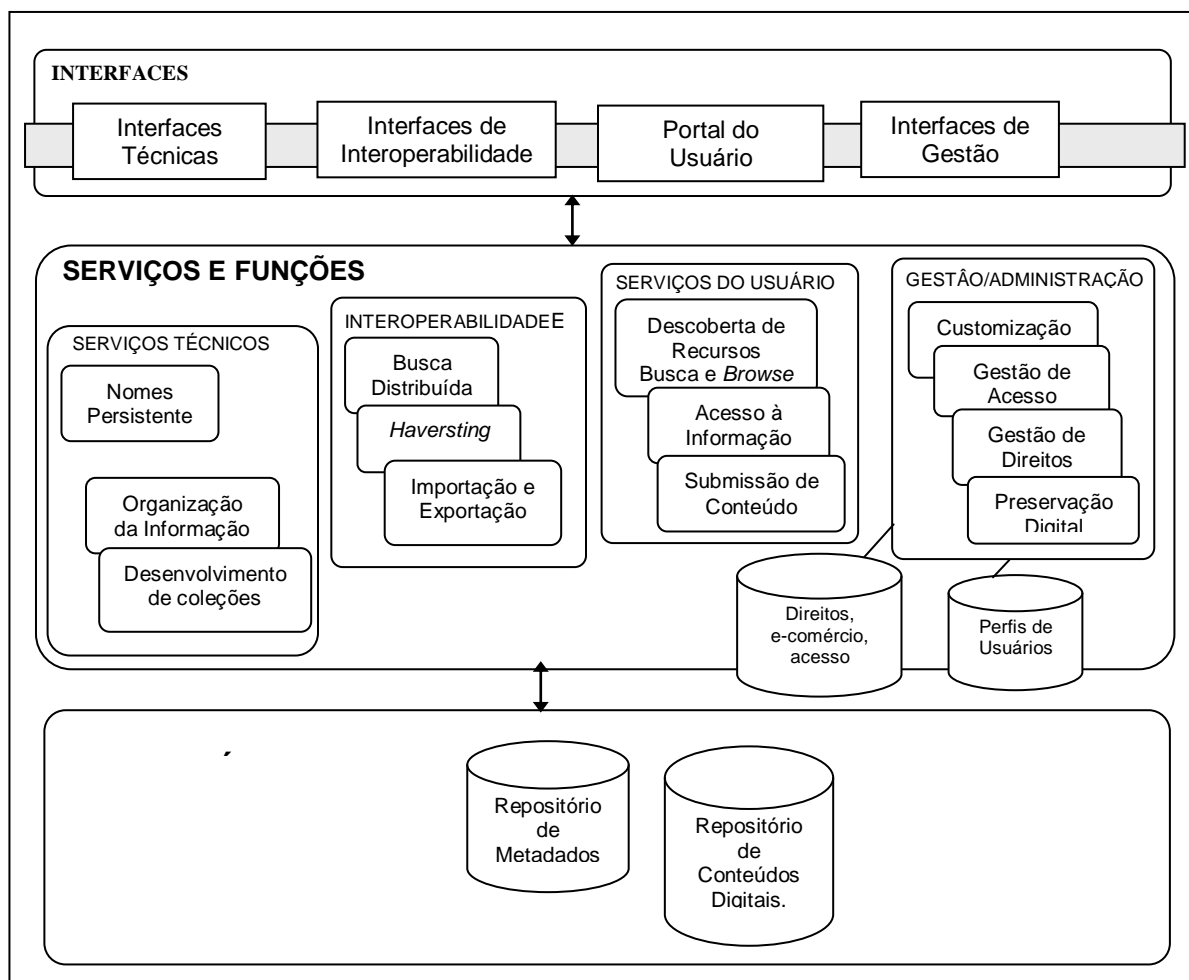 INTERFACES
Interfaces
Técnicas
Interfaces de
Interoperabilidade
Portal do
Usuário
Interfaces de
Gestão
SERVIÇOS E FUNÇÕES
SERVIÇOS TÉCNICOS
Nomes
Persistente
Organização
da Informação
Desenvolvimento
de coleções
INTEROPERABILIDADEE
Busca
Distribuída
Haversting
Importação e
Exportação
SERVIÇOS DO USUÁRIO
Descoberta de
Recursos
Busca e Browse
Acesso à
Informação
Submissão de
Conteúdo
GESTÂO/ADMINISTRAÇÃO
Customização
Gestão de
Acesso
Gestão de
Direitos
Preservação
Digital
Direitos,
e-comércio,
acesso
Perfis de
Usuários
Repositório
de
Metadados
Repositório
de
Conteúdos
Digitais.